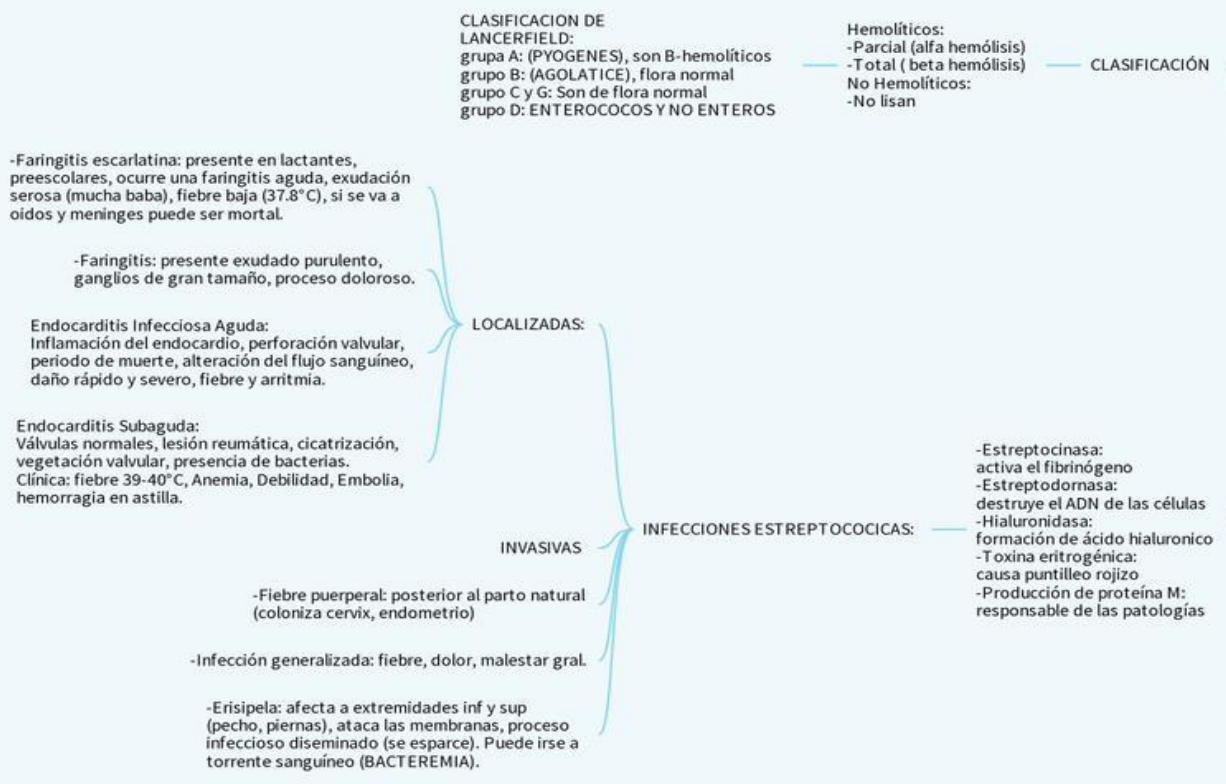 CLASIFICACION DE
LANCERFIELD:
grupa A: (PYOGENES), son B-hemolíticos
grupo B: (AGOLATICE), flora normal
grupo C y G: Son de flora normal
grupo D: ENTEROCOCOS Y NO ENTEROS
Hemolíticos:
-Parcial (alfa hemólisis)
-Total ( beta hemólisis)
No Hemolíticos:
-No lisan
CLASIFICACIÓN
-Faringitis escarlatina: presente en lactantes,
preescolares, ocurre una faringitis aguda, exudación
serosa (mucha baba), fiebre baja (37.8°C), si se va a
oidos y meninges puede ser mortal.
-Faringitis: presente exudado purulento,
ganglios de gran tamaño, proceso doloroso.
Endocarditis Infecciosa Aguda:
Inflamación del endocardio, perforación valvular,
periodo de muerte, alteración del flujo sanguíneo,
daño rápido y severo, fiebre y arritmia.
Endocarditis Subaguda:
Válvulas normales, lesión reumática, cicatrización,
vegetación valvular, presencia de bacterias.
Clínica: fiebre 39-40°C, Anemia, Debilidad, Embolia,
hemorragia en astilla.
LOCALIZADAS:
INVASIVAS
-Fiebre puerperal: posterior al parto natural
(coloniza cervix, endometrio)
-Infección generalizada: fiebre, dolor, malestar gral.
-Erisipela: afecta a extremidades inf y sup
(pecho, piernas), ataca las membranas, proceso
infeccioso diseminado (se esparce). Puede irse a
torrente sanguíneo (BACTEREMIA).
INFECCIONES ESTREPTOCOCICAS:
-Estreptocinasa:
activa el fibrinógeno
-Estreptodornasa:
destruye el ADN de las células
-Hialuronidasa:
formación de ácido hialuronico
-Toxina eritrogénica:
causa puntilleo rojizo
-Producción de proteína M:
responsable de las patologías